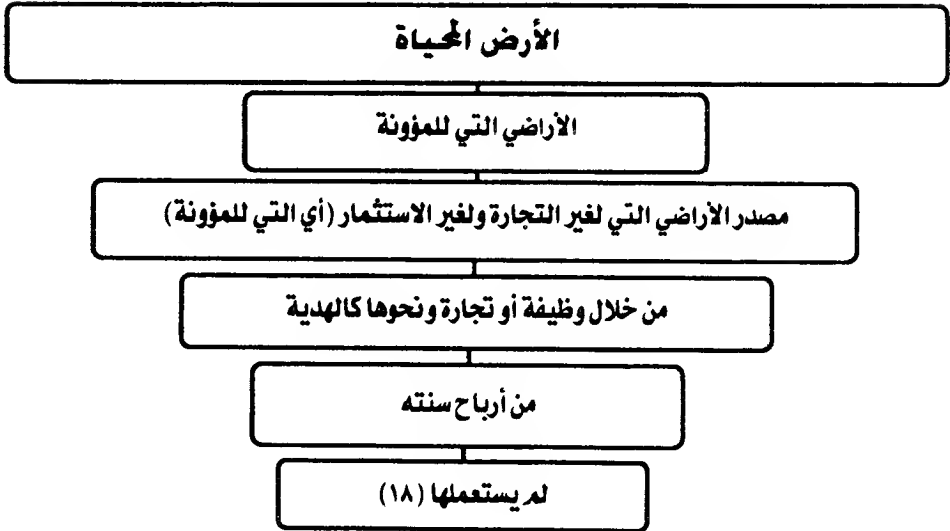 الأرض المحياة
الأراضي التي للمؤونة
مصدر الأراضي التي لغير التجارة ولغير الاستثمار (أي التي للمؤونة)
من خلال وظيفة أو تجارة ونحوها كالهدية
من أرباح سنته
لم يستعملها (١٨)